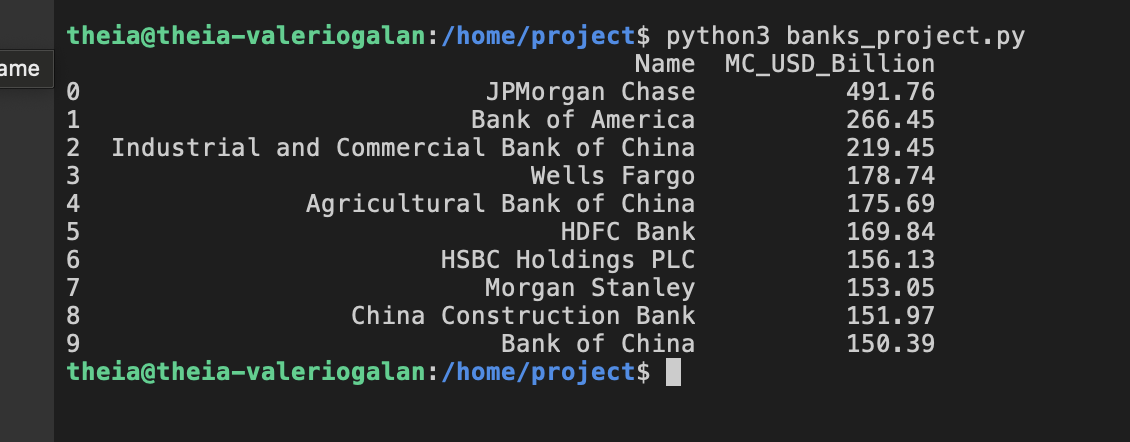 theia@theia-valeriogalan:/home/project$ python3 banks_project.py
ame
Name MC_USD_Billion
0 JPMorgan Chase 491.76
1 Bank of America 266.45
2 Industrial and Commercial Bank of China 219.45
3 Wells Fargo 178.74
4 Agricultural Bank of China 175.69
5 HDFC Bank 169.84
6 HSBC Holdings PLC 156.13
7 Morgan Stanley 153.05
8 China Construction Bank 151.97
9 Bank of China 150.39
theia@theia-valeriogalan:/home/project$